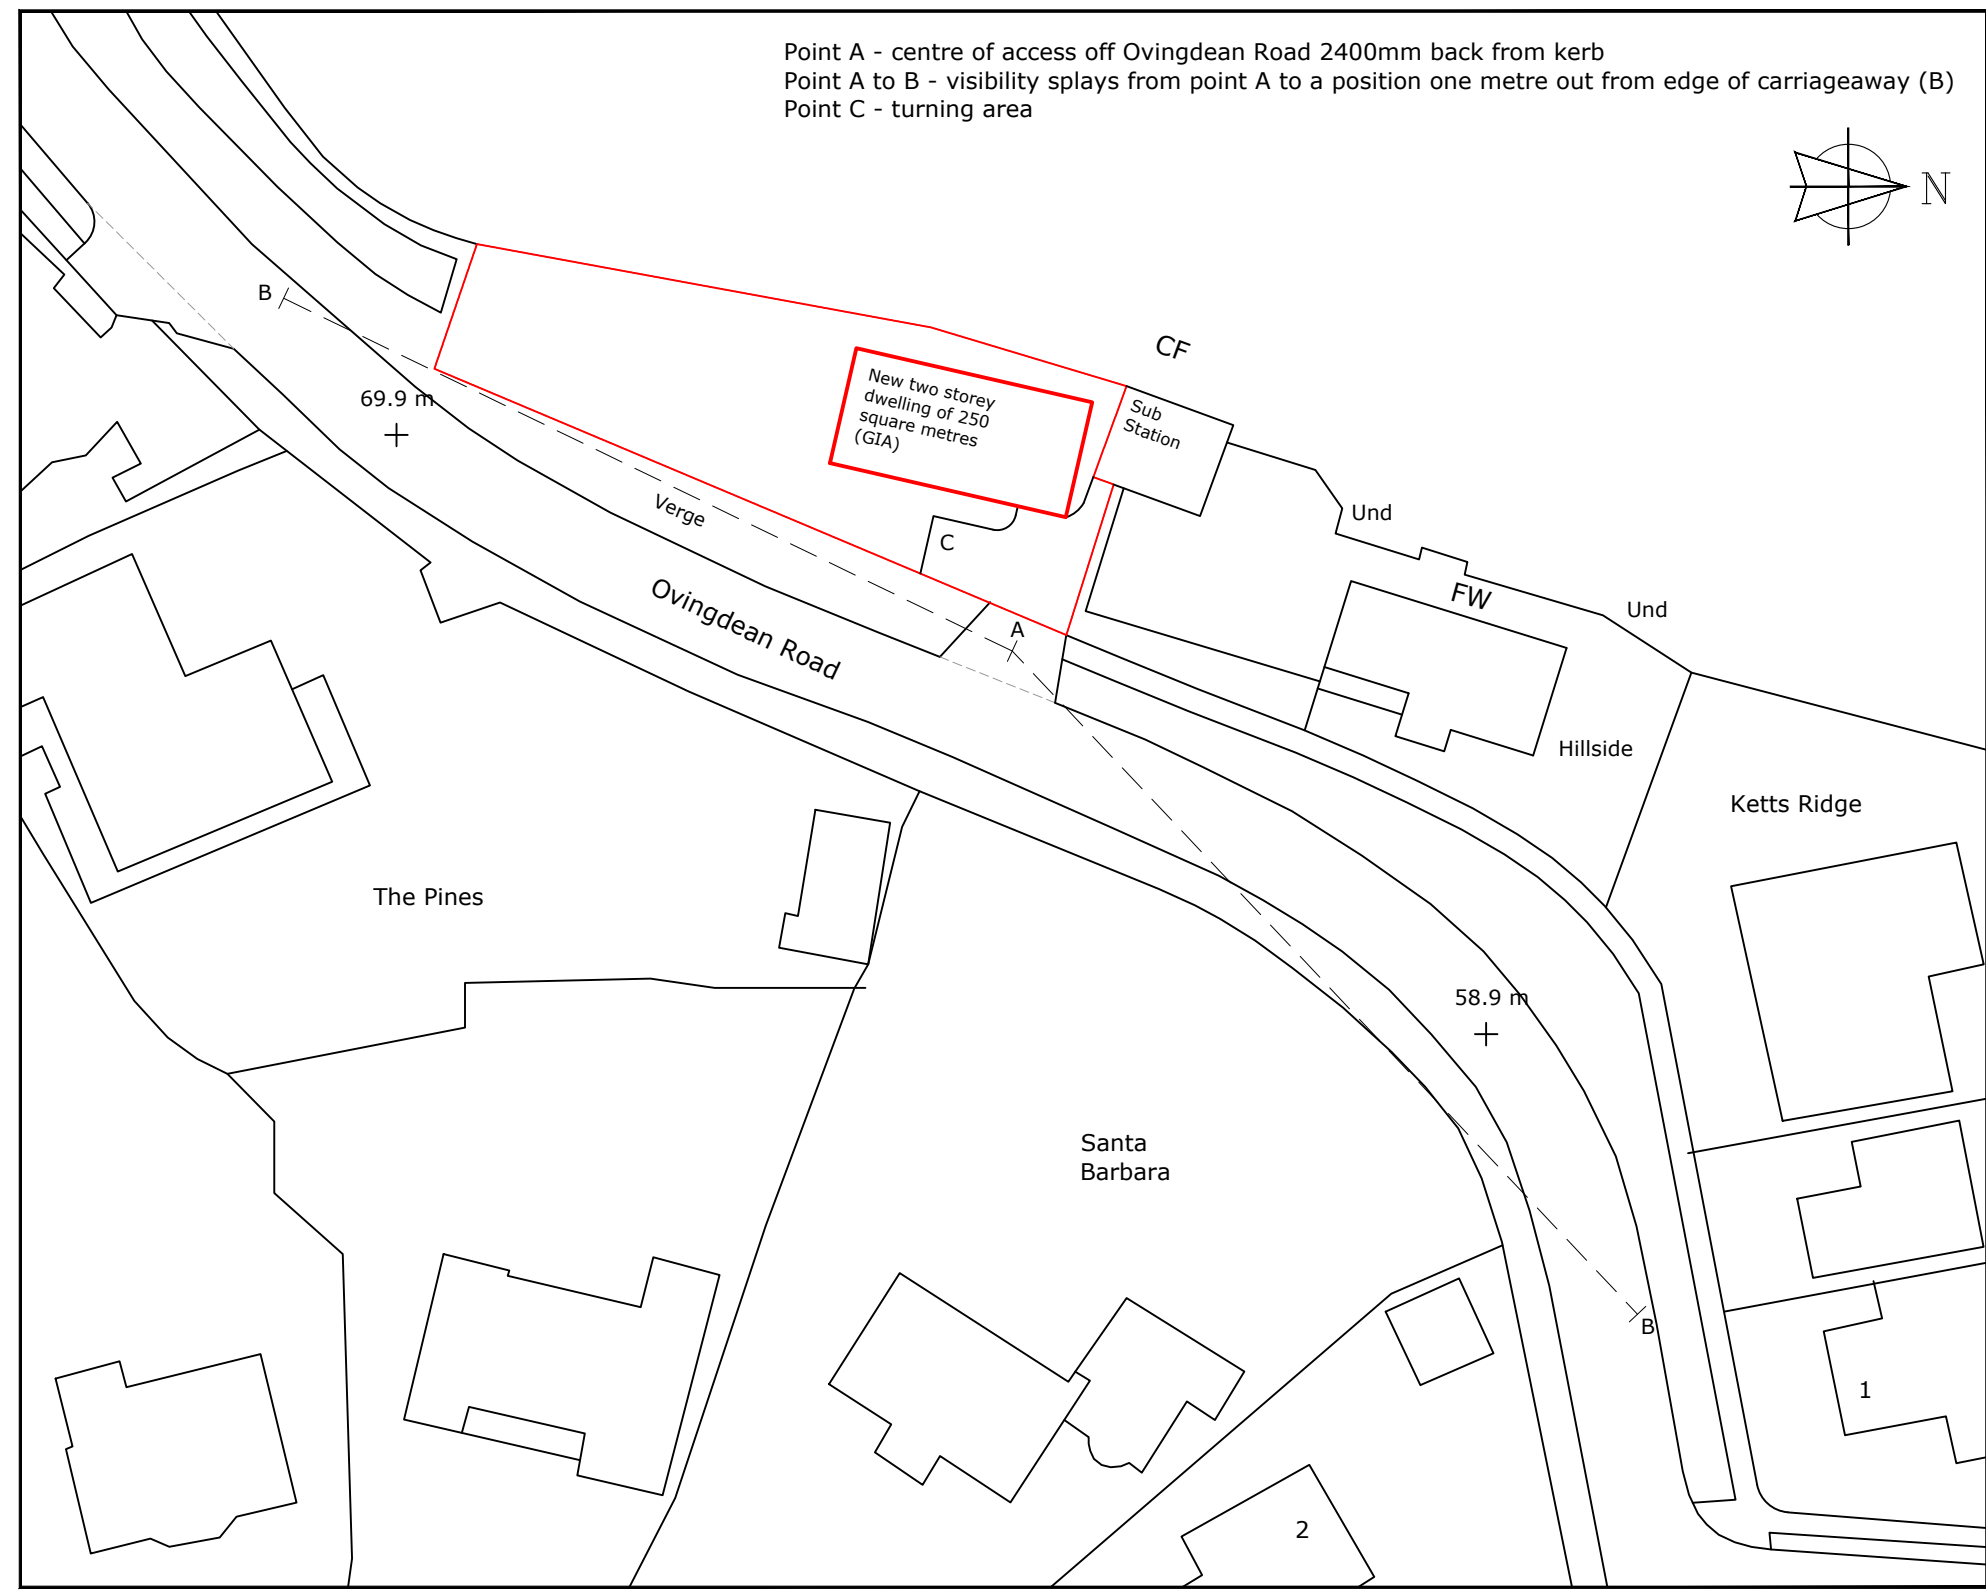 Point A - centre of access off Ovingdean Road 2400mm back from kerb
Point A to B - visibility splays from point A to a position one metre out from edge of carriageaway (B)
Point C - turning area
N
B
CF
69.9 m
New two storey
dwelling of 250
square metres
(GIA)
Sub
Station
Verge
Und
C
FW
Und
Ovingdean Road
A
Hillside
Ketts Ridge
The Pines
58.9 m
Santa
Barbara
B
1
2